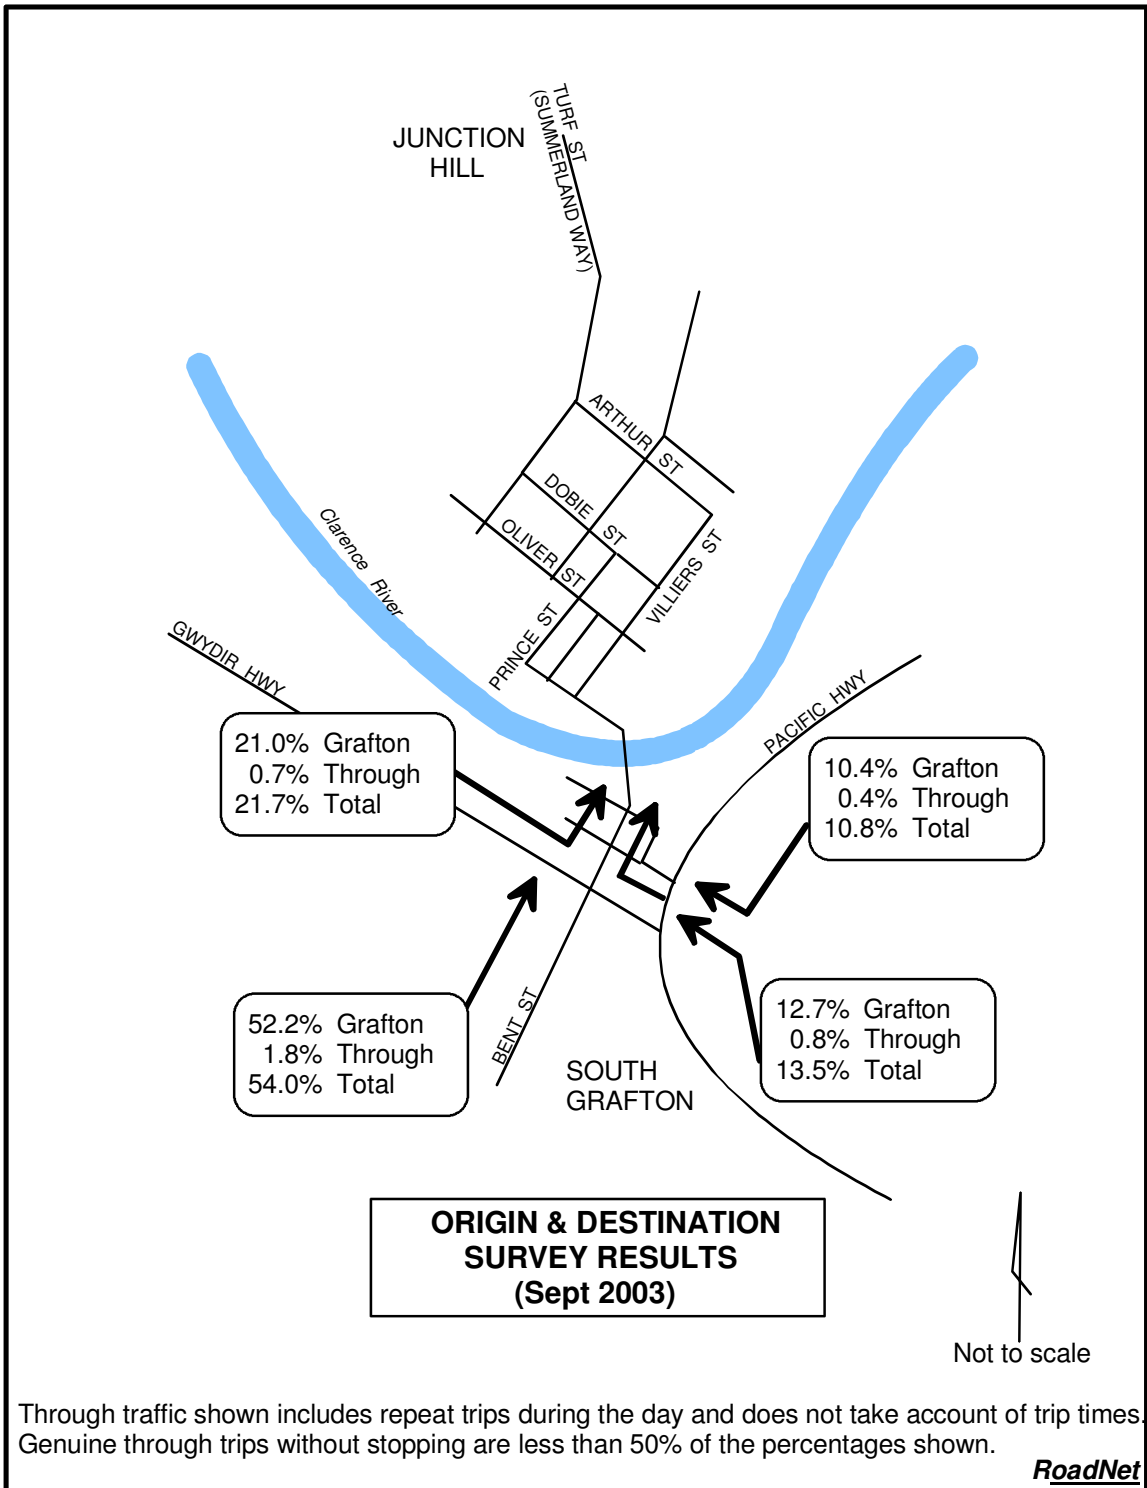 TURF ST
(SUMMERLAND WAY)
JUNCTION
HILL
ARTHUR ST
DOBIE ST
OLIVER ST
VILLIERS ST
PRINCE ST
Clarence River
GWYDIR HWY
PACIFIC HWY
21.0% Grafton
0.7% Through
21.7% Total
10.4% Grafton
0.4% Through
10.8% Total
52.2% Grafton
1.8% Through
54.0% Total
12.7% Grafton
0.8% Through
13.5% Total
BENT ST
SOUTH
GRAFTON
ORIGIN & DESTINATION
SURVEY RESULTS
(Sept 2003)
Not to scale
Through traffic shown includes repeat trips during the day and does not take account of trip times.
Genuine through trips without stopping are less than 50% of the percentages shown.
RoadNet